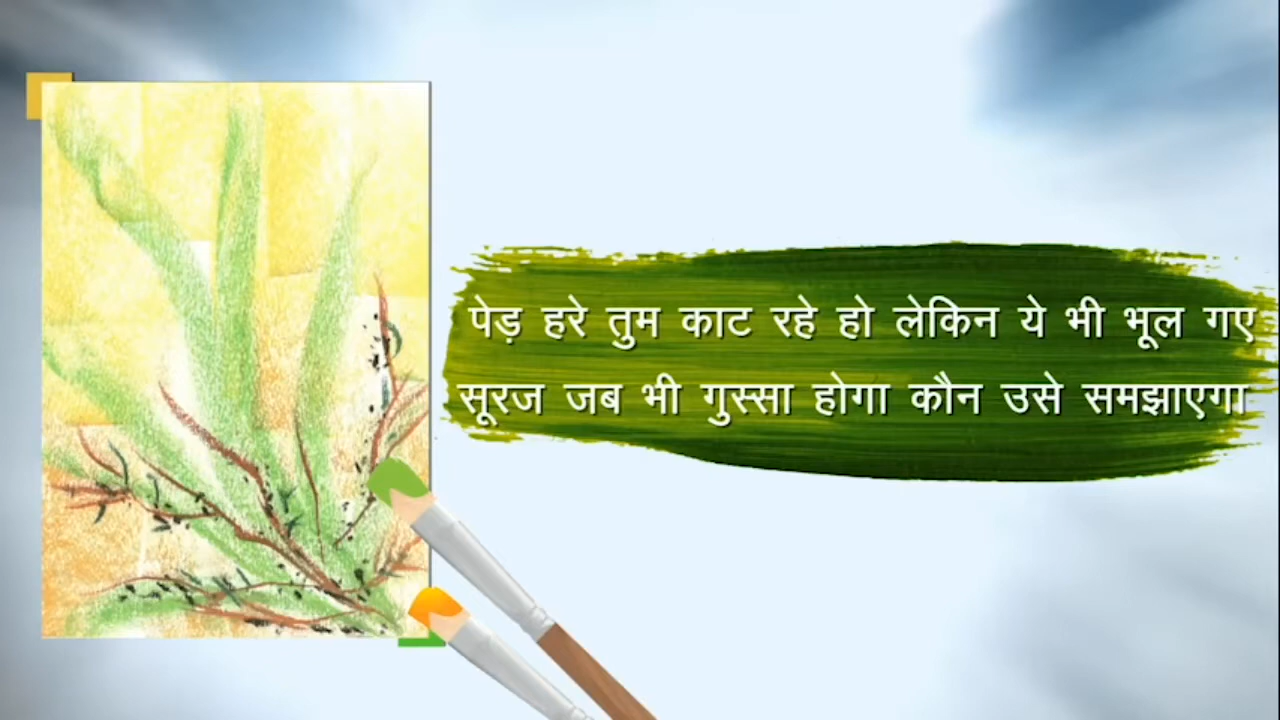 पेड़ हरे तुम काट रहे हो लेकिन ये भी भूल गए
सूरज जब भी गुस्सा होगा कौन उसे समझाएगा